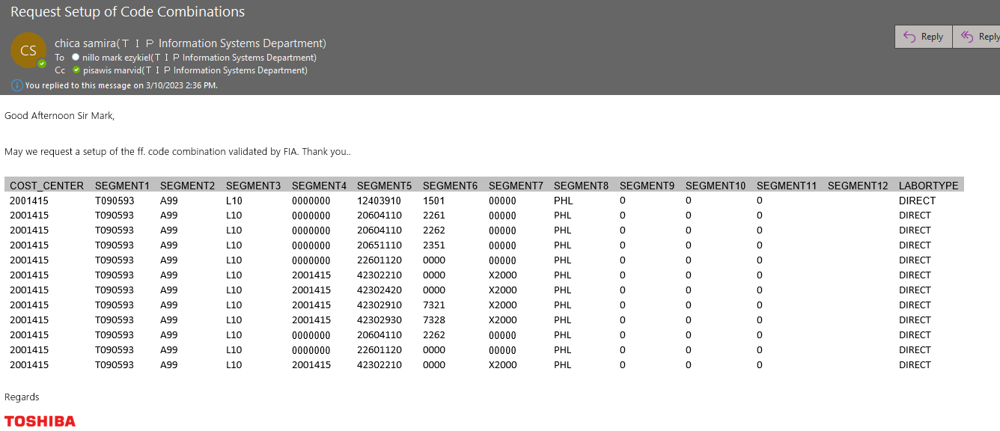 Request Setup of Code Combinations
CS
chica samira(ＴＩＰ Information Systems Department)
Reply
Reply
To nillo mark ezykiel(ＴＩＰ Information Systems Department)
Cc pisawis marvid(ＴＩＰ Information Systems Department)
You replied to this message on 3/10/2023 2:36 PM.
Good Afternoon Sir Mark,
May we request a setup of the ff. code combination validated by FIA. Thank you..
COST_CENTER SEGMENT1 SEGMENT2 SEGMENT3 SEGMENT4 SEGMENT5 SEGMENT6 SEGMENT7 SEGMENT8 SEGMENT9 SEGMENT10 SEGMENT11 SEGMENT12 LABORTYPE
2001415 T090593 A99 L10 0000000 12403910 1501 00000 PHL 0 0 0 DIRECT
2001415 T090593 A99 L10 0000000 20604110 2261 00000 PHL 0 0 0 DIRECT
2001415 T090593 A99 L10 0000000 20604110 2262 00000 PHL 0 0 0 DIRECT
2001415 T090593 A99 L10 0000000 20651110 2351 00000 PHL 0 0 0 DIRECT
2001415 T090593 A99 L10 0000000 22601120 0000 00000 PHL 0 0 0 DIRECT
2001415 T090593 A99 L10 2001415 42302210 0000 X2000 PHL 0 0 0 DIRECT
2001415 T090593 A99 L10 2001415 42302420 0000 X2000 PHL 0 0 0 DIRECT
2001415 T090593 A99 L10 2001415 42302910 7321 X2000 PHL 0 0 0 DIRECT
2001415 T090593 A99 L10 2001415 42302930 7328 X2000 PHL 0 0 0 DIRECT
2001415 T090593 A99 L10 0000000 20604110 2262 00000 PHL 0 0 0 DIRECT
2001415 T090593 A99 L10 0000000 22601120 0000 00000 PHL 0 0 0 DIRECT
2001415 T090593 A99 L10 2001415 42302210 0000 X2000 PHL 0 0 0 DIRECT
Regards
TOSHIBA